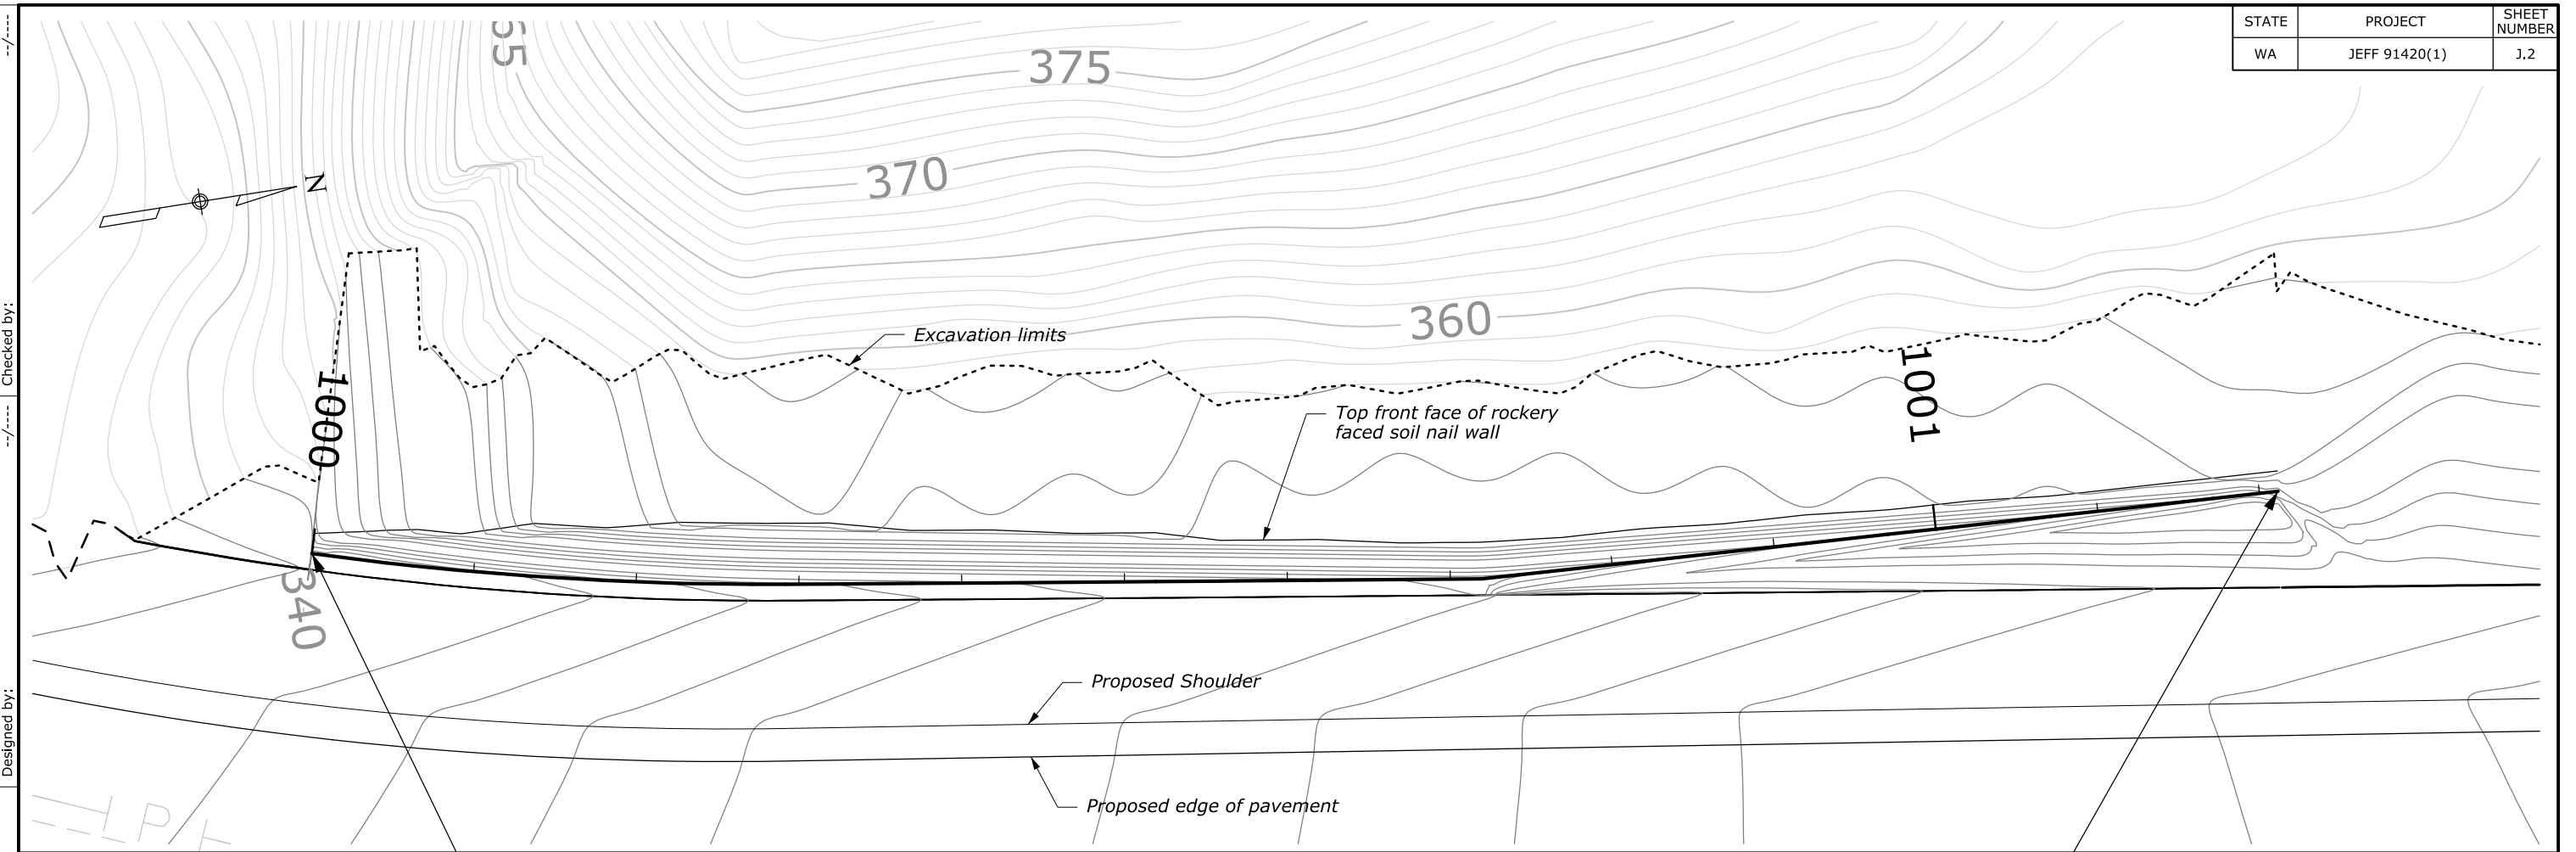 STATE
PROJECT
SHEET
NUMBER
WA
JEFF 91420(1)
J.2
--/----
Checked by:
--/----
Designed by:
55
375
370
N
360
Excavation limits
1000
1001
Top front face of rockery
faced soil nail wall
340
Proposed Shoulder
Proposed edge of pavement